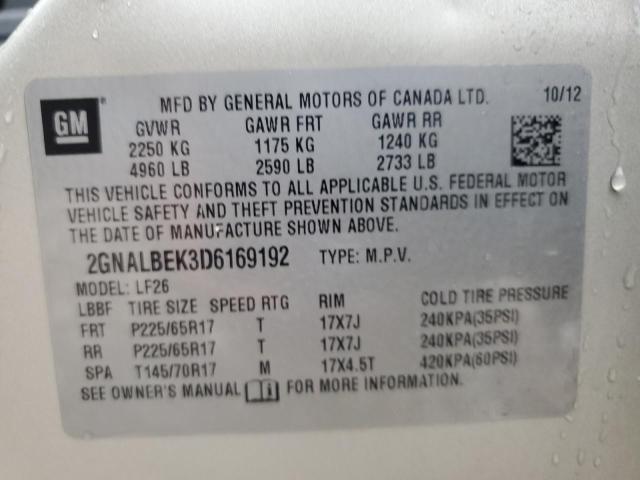 GM MFD BY GENERAL MOTORS OF CANADA LTD. 10/12
GVWR GAWR FRT GAWR RR
2250 KG 1175 KG 1240 KG
4960 LB 2590 LB 2733 LB
THIS VEHICLE CONFORMS TO ALL APPLICABLE U.S. FEDERAL MOTOR
VEHICLE SAFETY AND THEFT PREVENTION STANDARDS IN EFFECT ON
THE DATE OF MANUFACTURE SHOWN ABOVE.
2GNALBEK3D6169192 TYPE: M.P.V.
MODEL: LF26
LBBF TIRE SIZE SPEED RTG RIM COLD TIRE PRESSURE
FRT P225/65R17 T 17X7J 240KPA(35PSI)
RR P225/65R17 T 17X7J 240KPA(35PSI)
SPA T145/70R17 M 17X4.5T 420KPA(60PSI)
SEE OWNER'S MANUAL FOR MORE INFORMATION.